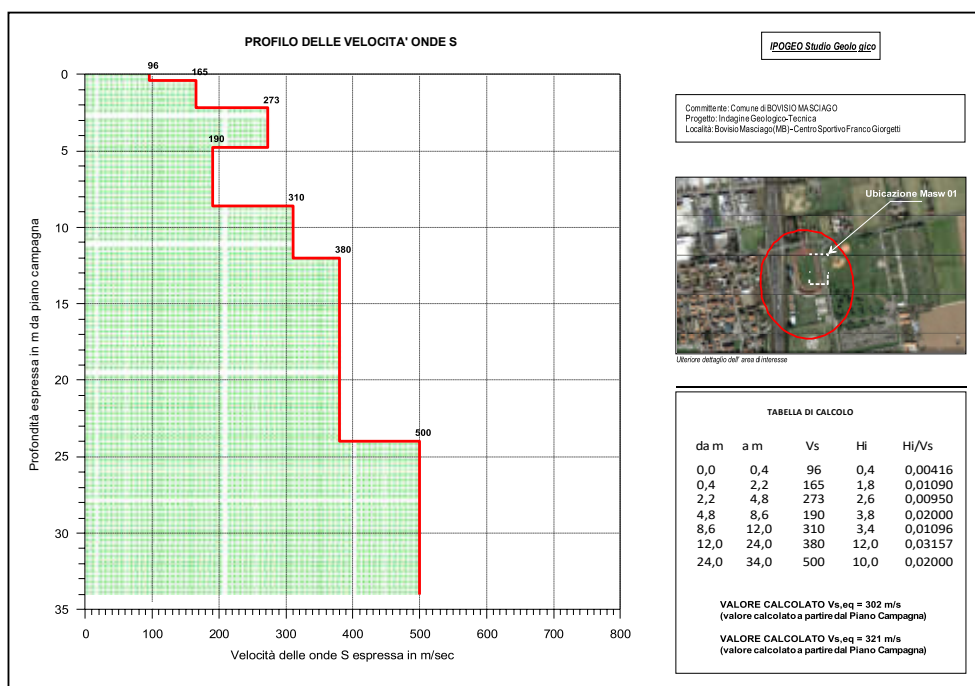 PROFILO DELLE VELOCITA' ONDE S
IPOGEO Studio Geologico
Committente: Comune di BOVISIO MASCIAGO
Progetto: Indagine Geologico-Tecnica
Località: Bovisio Masciago (MB) - Centro Sportivo Franco Giorgetti
Ubicazione Masw 01
Ulteriore dettaglio dell' area di interesse
96
165
273
190
310
380
500
0
5
10
15
20
25
30
35
Profondità espressa in m da piano campagna
0 100 200 300 400 500 600 700 800
Velocità delle onde S espressa in m/sec
TABELLA DI CALCOLO
da m a m Vs Hi Hi/Vs
0,0 0,4 96 0,4 0,00416
0,4 2,2 165 1,8 0,01090
2,2 4,8 273 2,6 0,00950
4,8 8,6 190 3,8 0,02000
8,6 12,0 310 3,4 0,01096
12,0 24,0 380 12,0 0,03157
24,0 34,0 500 10,0 0,02000
VALORE CALCOLATO Vs,eq = 302 m/s
(valore calcolato a partire dal Piano Campagna)
VALORE CALCOLATO Vs,eq = 321 m/s
(valore calcolato a partire dal Piano Campagna)